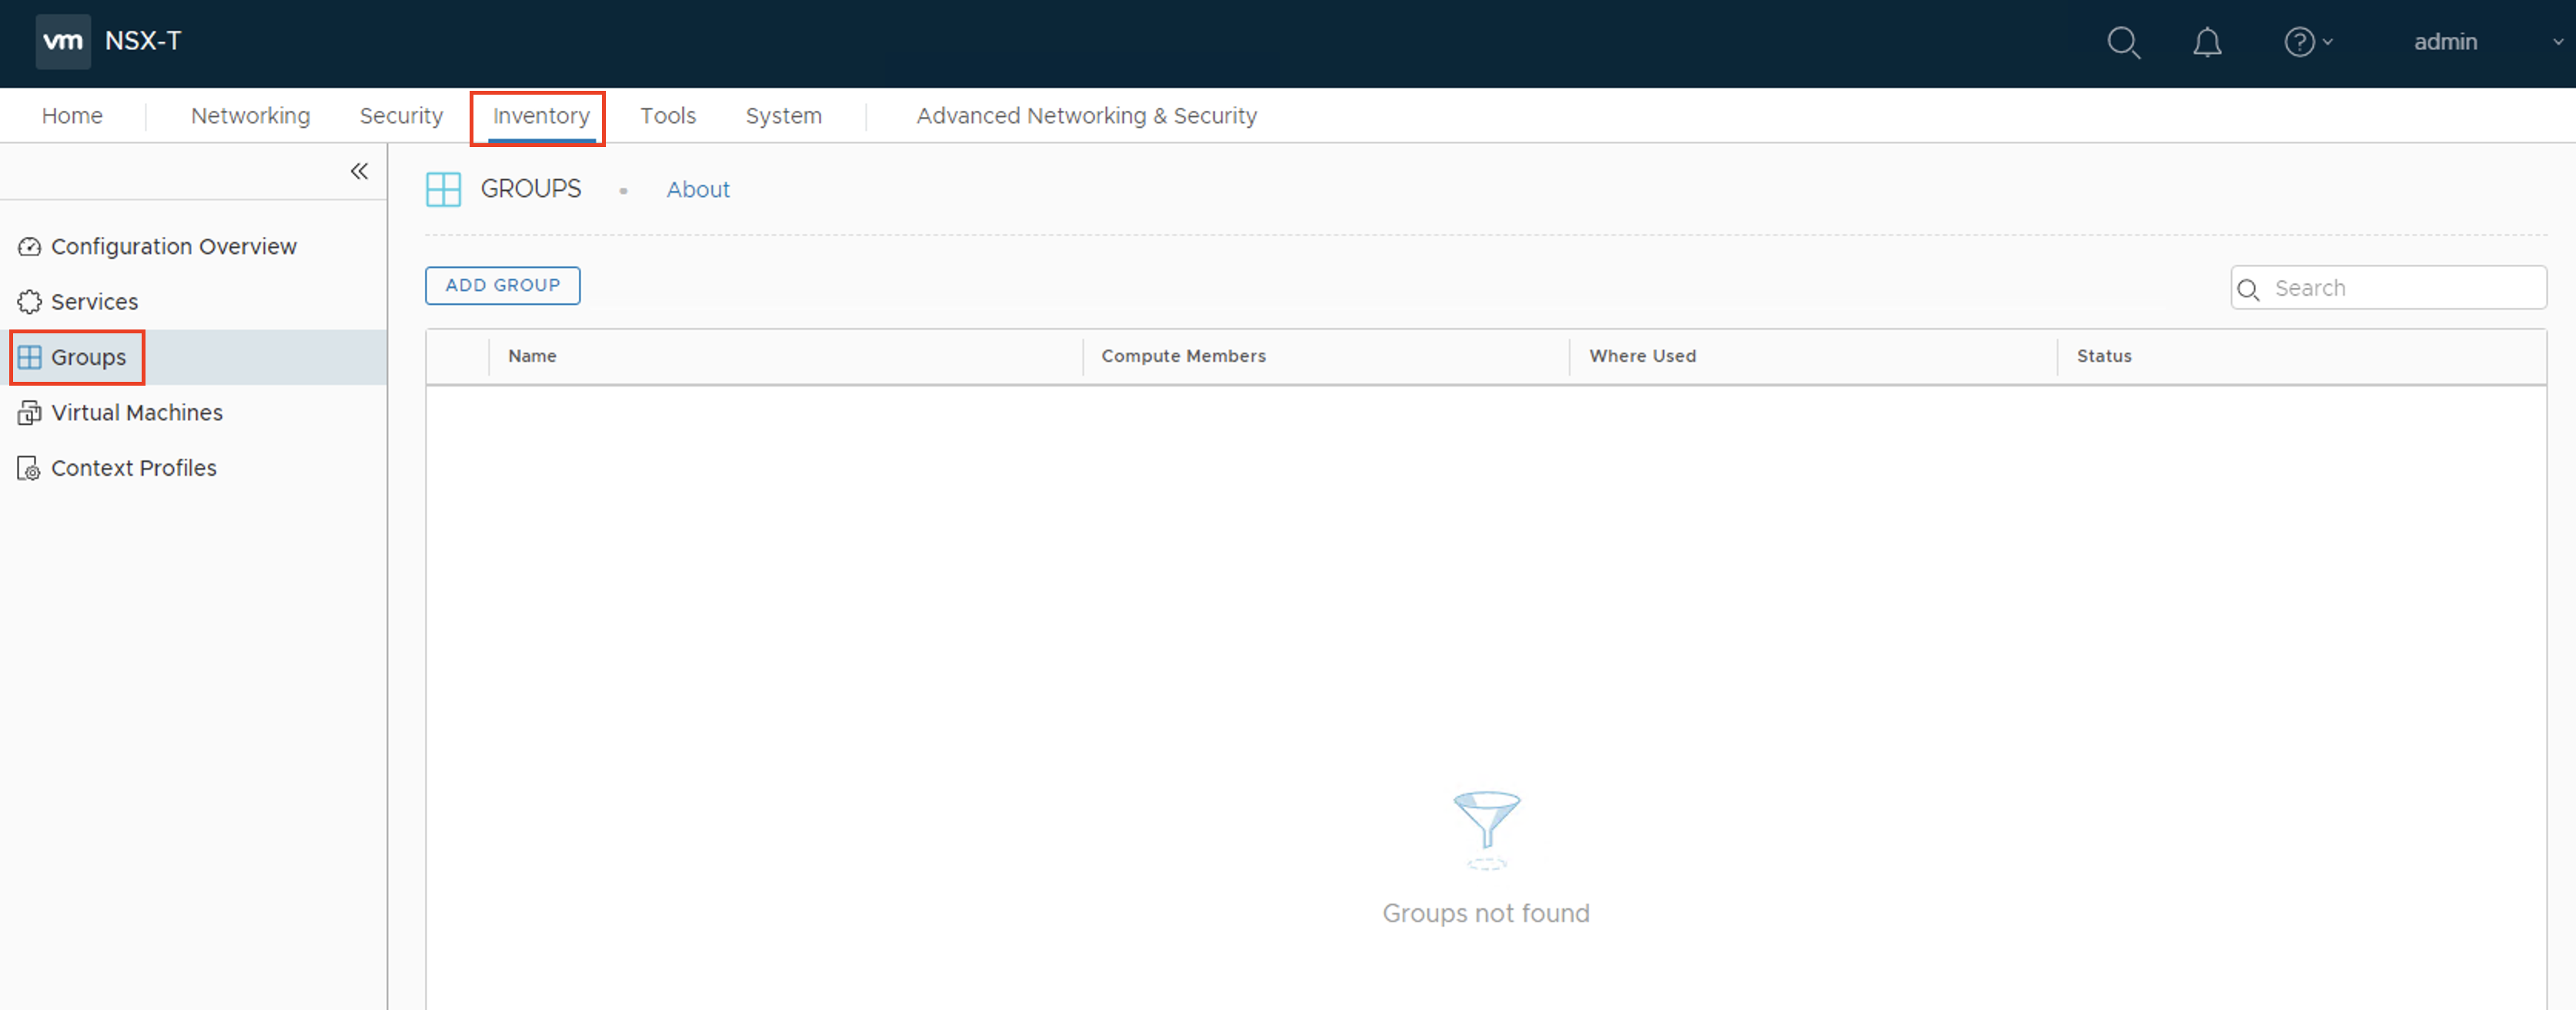 vm NSX-T admin
Home Networking Security Inventory Tools System Advanced Networking & Security
GROUPS • About
Configuration Overview
ADD GROUP Search
Services
Groups
Name Compute Members Where Used Status
Virtual Machines
Context Profiles
Groups not found